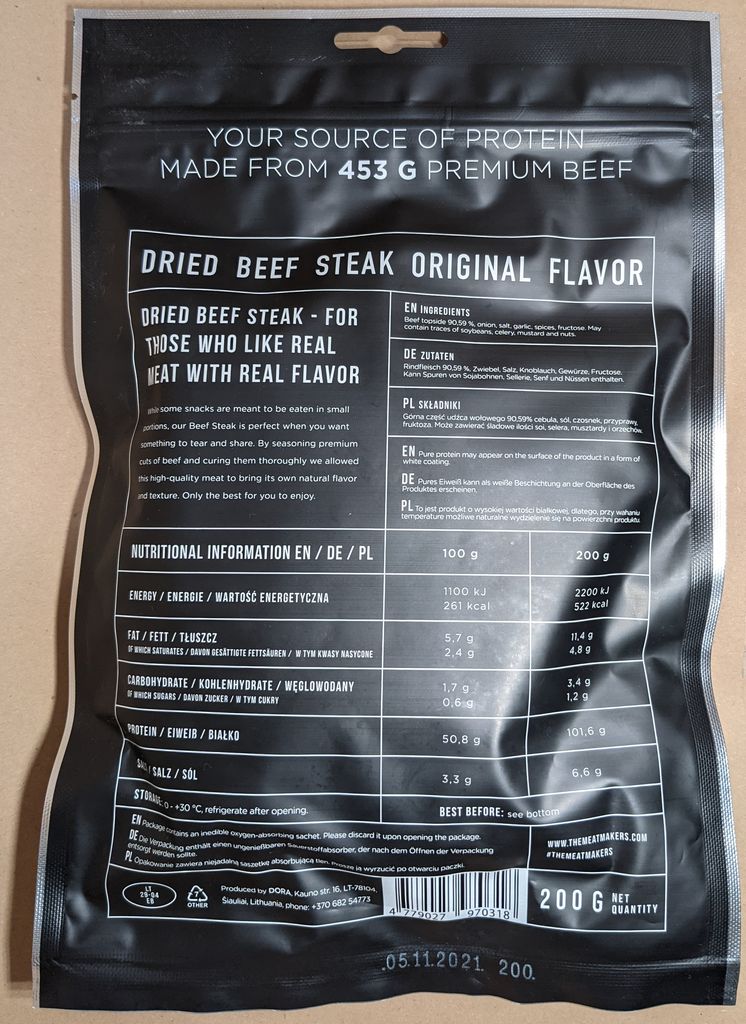 YOUR SOURCE OF PROTEIN
MADE FROM 453 G PREMIUM BEEF
DRIED BEEF STEAK ORIGINAL FLAVOR
DRIED BEEF STEAK - FOR
THOSE WHO LIKE REAL
MEAT WITH REAL FLAVOR
While some snacks are meant to be eaten in small
portions, our Beef Steak is perfect when you want
something to tear and share. By seasoning premium
cuts of beef and curing them thoroughly we allowed
this high-quality meat to bring its own natural flavor
and texture. Only the best for you to enjoy.
EN INGREDIENTS
Beef topside 90,59 %, onion, salt, garlic, spices, fructose. May
contain traces of soybeans, celery, mustard and nuts.
DE ZUTATEN
Rindfleisch 90,59 %, Zwiebel, Salz, Knoblauch, Gewürze, Fructose.
Kann Spuren von Sojabohnen, Sellerie, Senf und Nüssen enthalten.
PL SKŁADNIKI
Górna część udźca wołowego 90,59% cebula, sól, czosnek, przyprawy,
fruktoza. Może zawierać śladowe ilości soi, selera, musztardy i orzechów.
EN Pure protein may appear on the surface of the product in a form of
white coating.
DE Pures Eiweiß kann als weiße Beschichtung an der Oberfläche des
Produktes erscheinen.
PL To jest produkt o wysokiej wartości białkowej, dlatego, przy wahaniu
temperature możliwe naturalne wydzielenie się na powierzchni produktu.
NUTRITIONAL INFORMATION EN / DE / PL 100 g 200 g
ENERGY / ENERGIE / WARTOŚĆ ENERGETYCZNA 1100 kJ 2200 kJ
261 kcal 522 kcal
FAT / FETT / TŁUSZCZ 5,7 g 11,4 g
OF WHICH SATURATES / DAVON GESÄTTIGTE FETTSÄUREN / W TYM KWASY NASYCONE 2,4 g 4,8 g
CARBOHYDRATE / KOHLENHYDRATE / WĘGLOWODANY 1,7 g 3,4 g
OF WHICH SUGARS / DAVON ZUCKER / W TYM CUKRY 0,6 g 1,2 g
PROTEIN / EIWEIß / BIAŁKO 50,8 g 101,6 g
SALT / SALZ / SÓL 3,3 g 6,6 g
STORAGE: 0 - +30 °C, refrigerate after opening. BEST BEFORE: see bottom
EN Package contains an inedible oxygen-absorbing sachet. Please discard it upon opening the package.
DE Die Verpackung enthält einen ungenießbaren Sauerstoffabsorber, der nach dem Öffnen der Verpackung
entsorgt werden sollte.
PL Opakowanie zawiera niejadalną saszetkę absorbującą tlen. Proszę ją wyrzucić po otwarciu paczki.
WWW.THEMEATMAKERS.COM
#THEMEATMAKERS
LT
29-04
EB
7
OTHER
Produced by DORA, Kauno str. 16, LT-78104,
Šiauliai, Lithuania, phone: +370 682 54773
4 779027 970318
200 G NET
QUANTITY
05.11.2021 200.